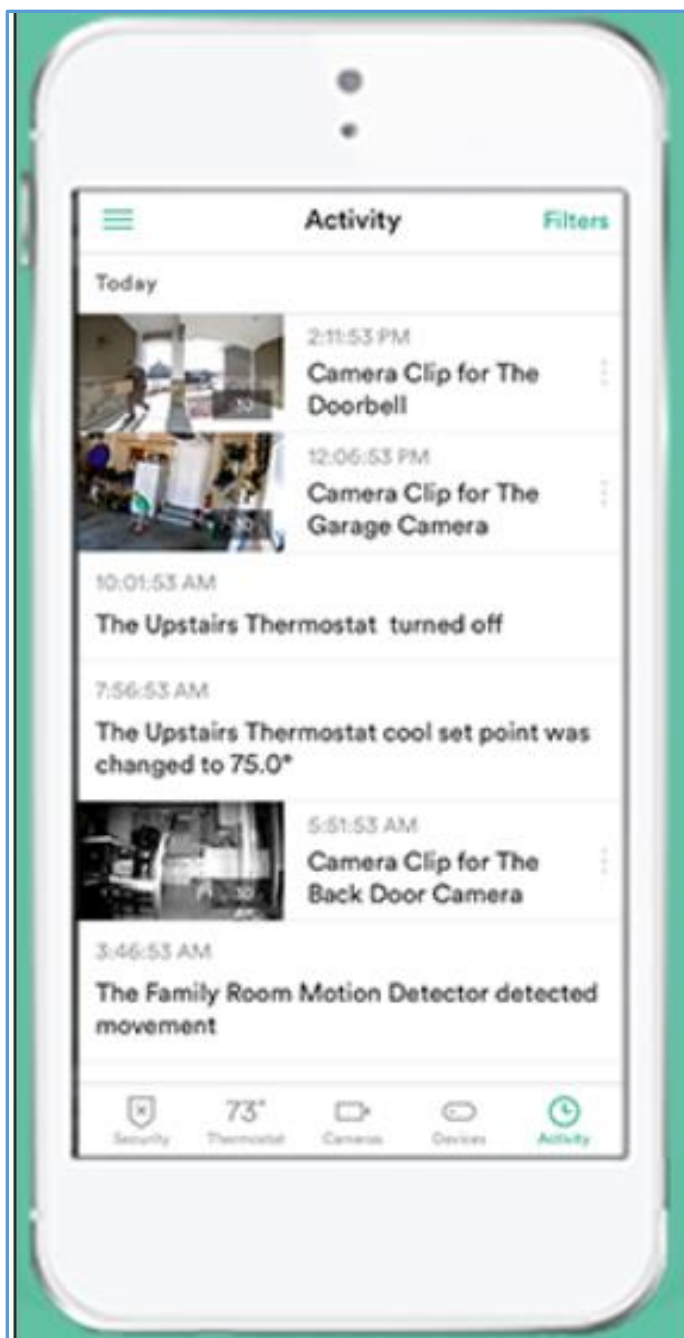 Activity
Filters
Today
2:11:53 PM
Camera Clip for The
Doorbell
12:06:53 PM
Camera Clip for The
Garage Camera
10:01:53 AM
The Upstairs Thermostat turned off
7:56:53 AM
The Upstairs Thermostat cool set point was
changed to 75.0°
5:51:53 AM
Camera Clip for The
Back Door Camera
3:46:53 AM
The Family Room Motion Detector detected
movement
73°
Security
Thermostat
Cameras
Devices
Activity